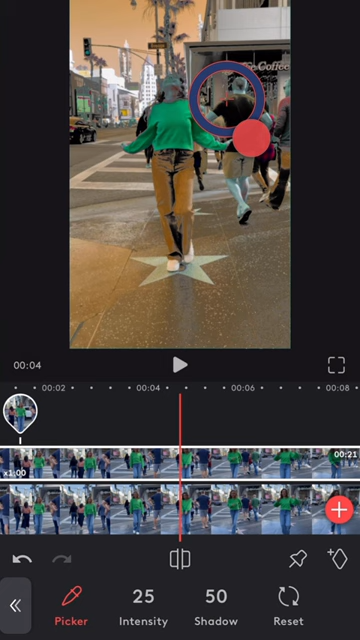 Coffee
00:04
00:02
00:04
00:06
00:08
x1.00
00:21
25
50
Picker
Intensity
Shadow
Reset